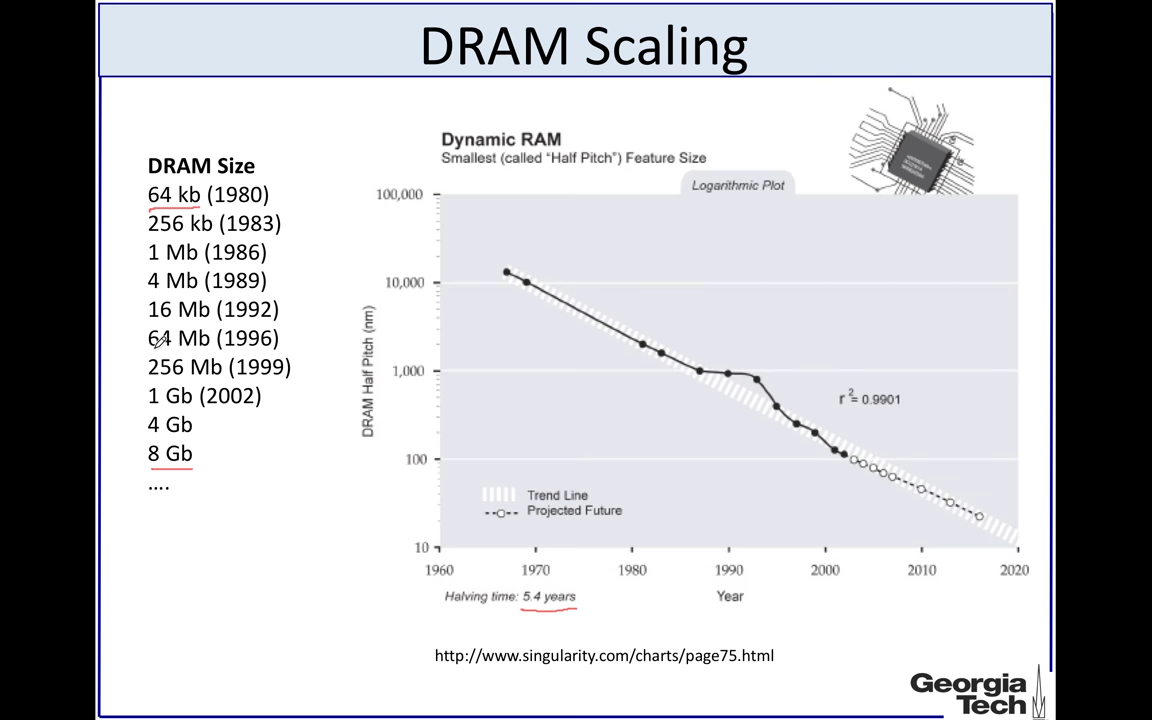 DRAM Scaling
DRAM Size
64 kb (1980)
256 kb (1983)
1 Mb (1986)
4 Mb (1989)
16 Mb (1992)
64 Mb (1996)
256 Mb (1999)
1 Gb (2002)
4 Gb
8 Gb
....
Dynamic RAM
Smallest (called “Half Pitch”) Feature Size
Logarithmic Plot
100,000
10,000
1,000
100
10
DRAM Half Pitch (nm)
r² = 0.9901
Trend Line
Projected Future
1960 1970 1980 1990 2000 2010 2020
Halving time: 5.4 years
Year
http://www.singularity.com/charts/page75.html
Georgia
Tech